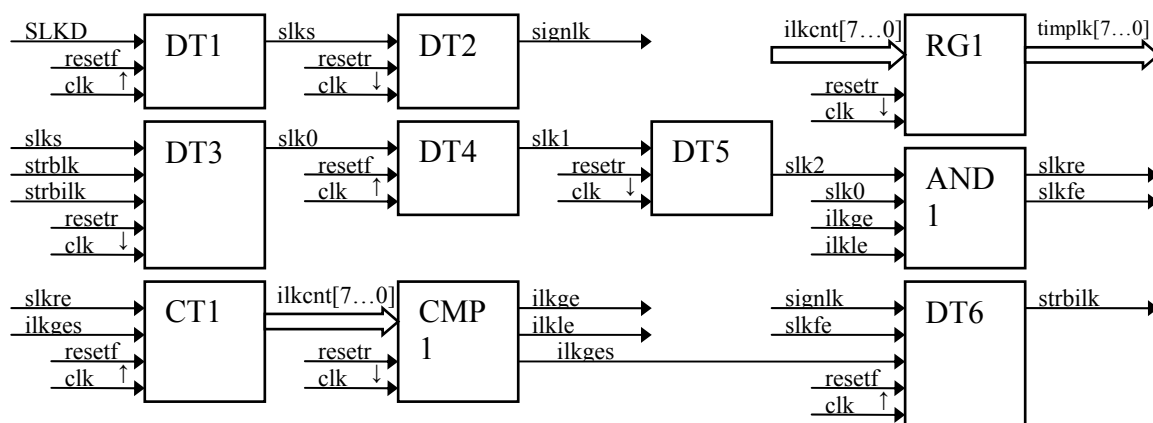 SLKD
resetf
clk ↑
DT1
slks
resetr
clk ↓
DT2
signlk
ilkcnt[7…0]
resetr
clk ↓
RG1
timplk[7…0]
slks
strblk
strbilk
resetr
clk ↓
DT3
slk0
resetf
clk ↑
DT4
slk1
resetr
clk ↓
DT5
slk2
slk0
ilkge
ilkle
AND
1
slkre
slkfe
slkre
ilkges
resetf
clk ↑
CT1
ilkcnt[7…0]
resetr
clk ↓
CMP
1
ilkge
ilkle
ilkges
signlk
slkfe
resetf
clk ↑
DT6
strbilk